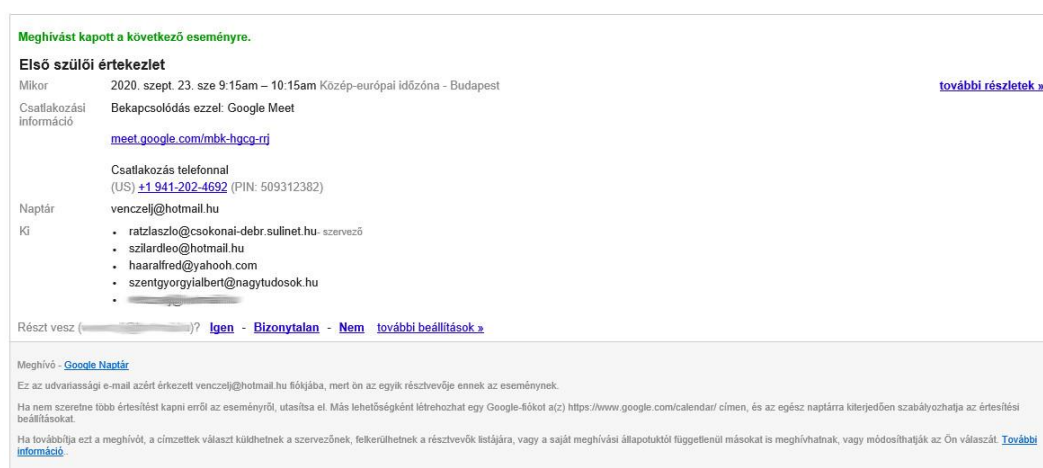 Meghívást kapott a következő eseményre.
Első szülői értekezlet
Mikor 2020. szept. 23. sze 9:15am – 10:15am Közép-európai időzóna - Budapest további részletek »
Csatlakozási információ Bekapcsolódás ezzel: Google Meet
meet.google.com/mbk-hgcg-rrj
Csatlakozás telefonnal
(US) +1 941-202-4692 (PIN: 509312382)
Naptár venczelj@hotmail.hu
Ki • ratzlaszlo@csokonai-debr.sulinet.hu- szervező
• szilardleo@hotmail.hu
• haaralfred@yahooh.com
• szentgyorgyialbert@nagytudosok.hu
•
Részt vesz ( )? Igen - Bizonytalan - Nem további beállítások »
Meghívó - Google Naptár
Ez az udvariassági e-mail azért érkezett venczelj@hotmail.hu fiókjába, mert ön az egyik résztvevője ennek az eseménynek.
Ha nem szeretne több értesítést kapni erről az eseményről, utasítsa el. Más lehetőségként létrehozhat egy Google-fiókot a(z) https://www.google.com/calendar/ címen, és az egész naptárra kiterjedően szabályozhatja az értesítési
beállításokat.
Ha továbbítja ezt a meghívót, a címzettek választ küldhetnek a szervezőnek, felkerülhetnek a résztvevők listájára, vagy a saját meghívási állapotuktól függetlenül másokat is meghívhatnak, vagy módosíthatják az Ön válaszát. További
információ..